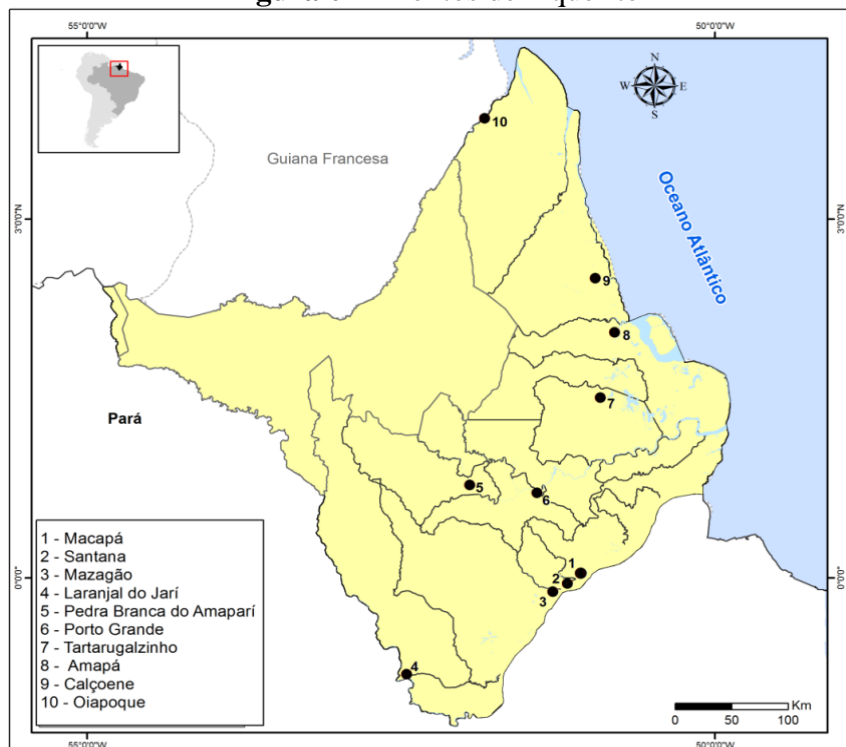 55°0'0"W
50°0'0"W
N
W
E
S
10
Guiana Francesa
3°0'0"N
3°0'0"N
Oceano Atlântico
9
8
Pará
7
5
6
1
2
3
0°0'0"
0°0'0"
4
1 - Macapá
2 - Santana
3 - Mazagão
4 - Laranjal do Jarí
5 - Pedra Branca do Amaparí
6 - Porto Grande
7 - Tartarugalzinho
8 - Amapá
9 - Calçoene
10 - Oiapoque
Km
0 50 100
55°0'0"W
50°0'0"W